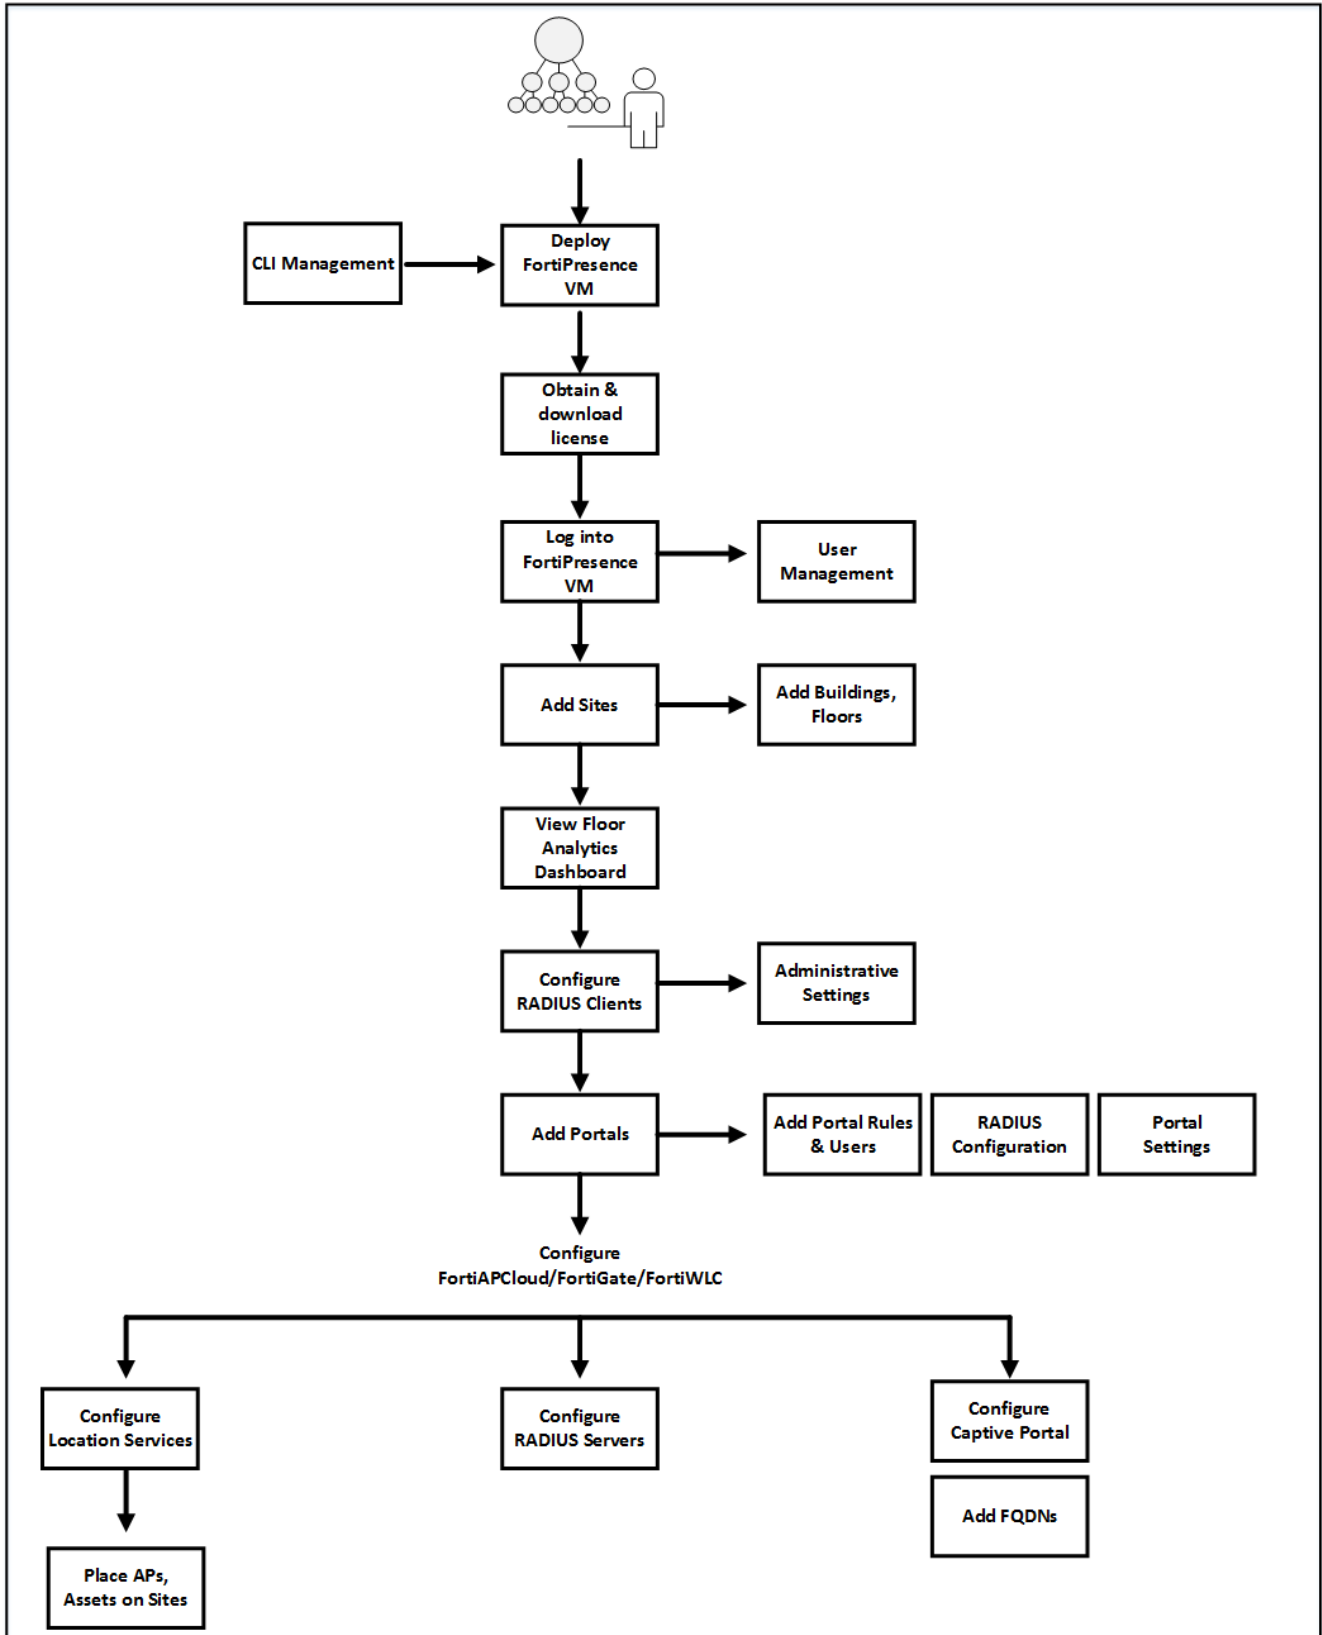 Deploy
FortiPresence
VM
CLI Management
Obtain &
download
license
Log into
FortiPresence
VM
User
Management
Add Sites
Add Buildings,
Floors
View Floor
Analytics
Dashboard
Configure
RADIUS Clients
Administrative
Settings
Add Portals
Add Portal Rules
& Users
RADIUS
Configuration
Portal
Settings
Configure
FortiAPCloud/FortiGate/FortiWLC
Configure
Location Services
Configure
RADIUS Servers
Configure
Captive Portal
Add FQDNs
Place APs,
Assets on Sites